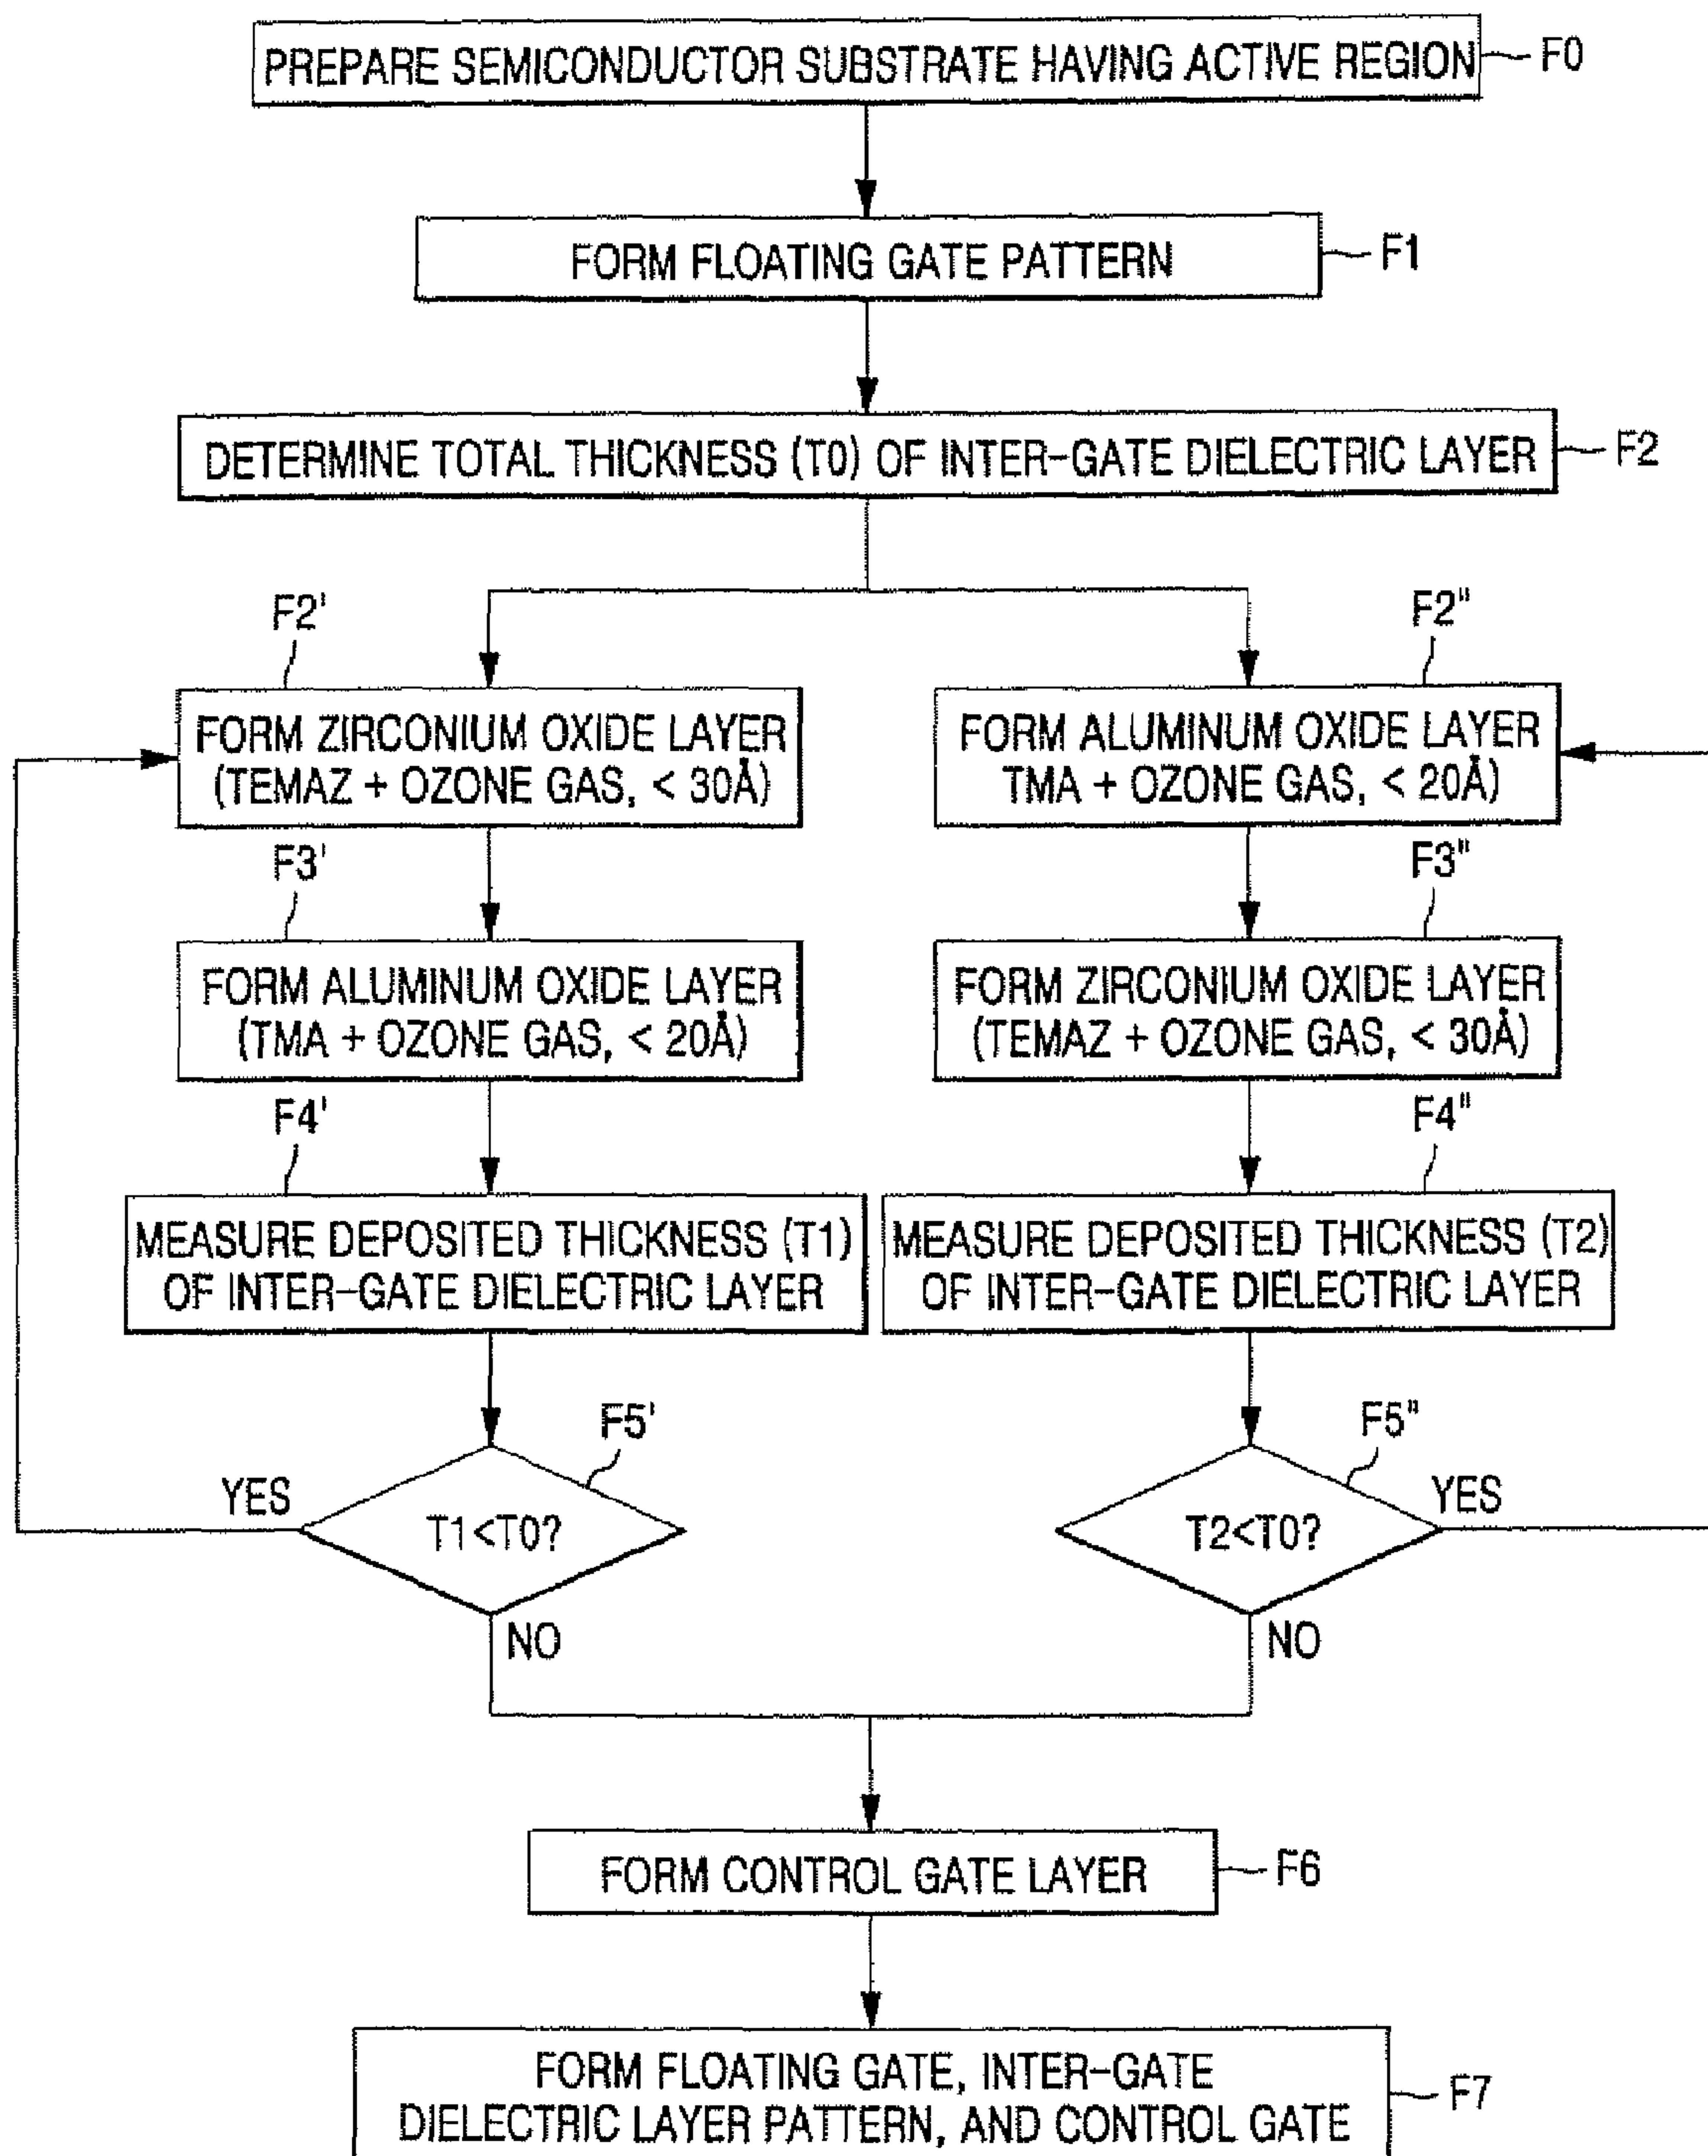 PREPARE SEMICONDUCTOR SUBSTRATE HAVING ACTIVE REGION
F0
FORM FLOATING GATE PATTERN
F1
DETERMINE TOTAL THICKNESS (T0) OF INTER-GATE DIELECTRIC LAYER
F2
F2'
FORM ZIRCONIUM OXIDE LAYER
(TEMAZ + OZONE GAS, < 30Å)
F2"
FORM ALUMINUM OXIDE LAYER
TMA + OZONE GAS, < 20Å)
F3'
FORM ALUMINUM OXIDE LAYER
(TMA + OZONE GAS, < 20Å)
F3"
FORM ZIRCONIUM OXIDE LAYER
(TEMAZ + OZONE GAS, < 30Å)
F4'
MEASURE DEPOSITED THICKNESS (T1)
OF INTER-GATE DIELECTRIC LAYER
F4"
MEASURE DEPOSITED THICKNESS (T2)
OF INTER-GATE DIELECTRIC LAYER
F5'
YES
T1<T0?
NO
F5"
YES
T2<T0?
NO
FORM CONTROL GATE LAYER
F6
FORM FLOATING GATE, INTER-GATE
DIELECTRIC LAYER PATTERN, AND CONTROL GATE
F7